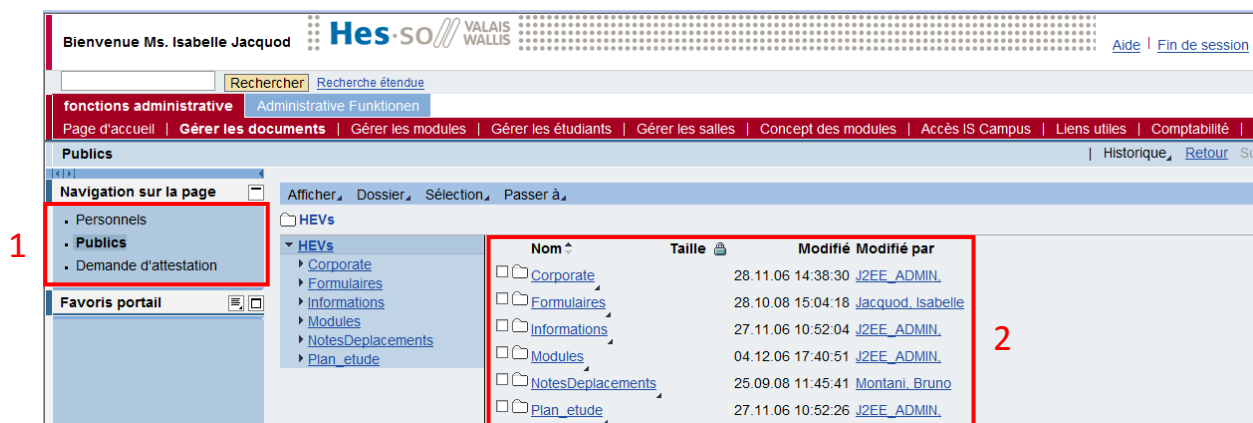 Bienvenue Ms. Isabelle Jacquod
Hes·so/// VALAIS WALLIS
Aide | Fin de session
Rechercher Recherche étendue
fonctions administrative Administrative Funktionen
Page d'accueil | Gérer les documents | Gérer les modules | Gérer les étudiants | Gérer les salles | Concept des modules | Accès IS Campus | Liens utiles | Comptabilité |
Publics | Historique Retour
Navigation sur la page
1
Personnels
Publics
Demande d'attestation
Favoris portail
Afficher Dossier Sélection Passer à
HEVs
HEVs
Corporate
Formulaires
Informations
Modules
NotesDeplacements
Plan_etude
Nom Taille Modifié Modifié par
Corporate 28.11.06 14:38:30 J2EE_ADMIN,
Formulaires 28.10.08 15:04:18 Jacquod, Isabelle
Informations 27.11.06 10:52:04 J2EE_ADMIN,
Modules 04.12.06 17:40:51 J2EE_ADMIN,
NotesDeplacements 25.09.08 11:45:41 Montani, Bruno
Plan_etude 27.11.06 10:52:26 J2EE_ADMIN,
2